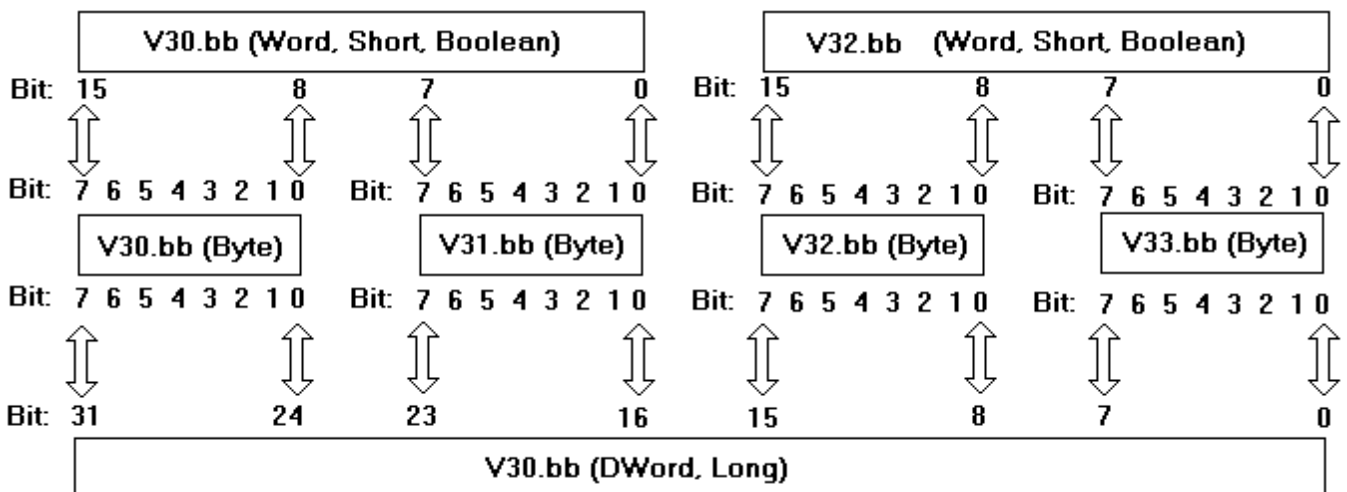 V30.bb (Word, Short, Boolean) V32.bb (Word, Short, Boolean)
Bit: 15 8 7 0 Bit: 15 8 7 0
Bit: 7 6 5 4 3 2 1 0 Bit: 7 6 5 4 3 2 1 0 Bit: 7 6 5 4 3 2 1 0 Bit: 7 6 5 4 3 2 1 0
V30.bb (Byte) V31.bb (Byte) V32.bb (Byte) V33.bb (Byte)
Bit: 7 6 5 4 3 2 1 0 Bit: 7 6 5 4 3 2 1 0 Bit: 7 6 5 4 3 2 1 0 Bit: 7 6 5 4 3 2 1 0
Bit: 31 24 23 16 15 8 7 0
V30.bb (DWord, Long)